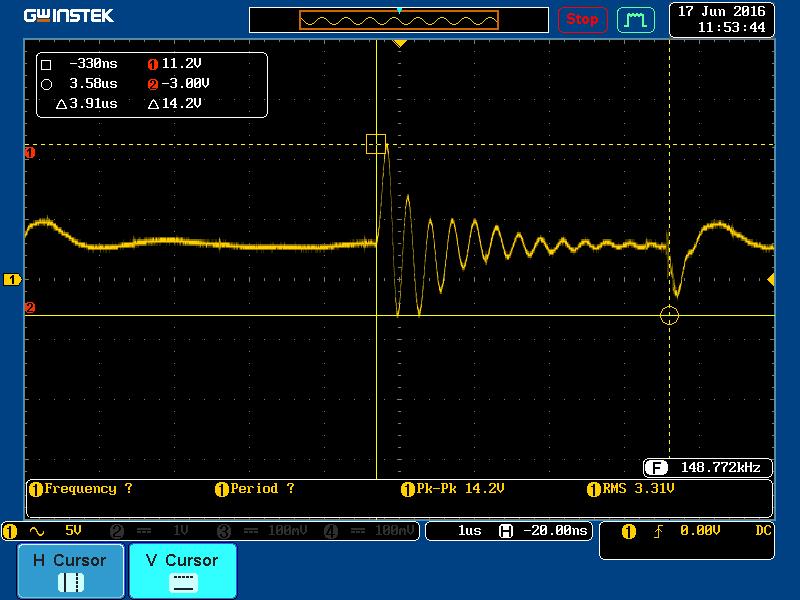 GWINSTEK
Stop
17 Jun 2016
11:53:44
-330ns 1 11.2V
3.58us 2 -3.00V
△3.91us △14.2V
1
1
2
F 148.772kHz
1 Frequency ? 1 Period ? 1 Pk-Pk 14.2V 1 RMS 3.31V
1 ∿ 5V 2 1V 3 100mV 4 100mV 1us H -20.00ns 1 0.00V DC
H Cursor V Cursor